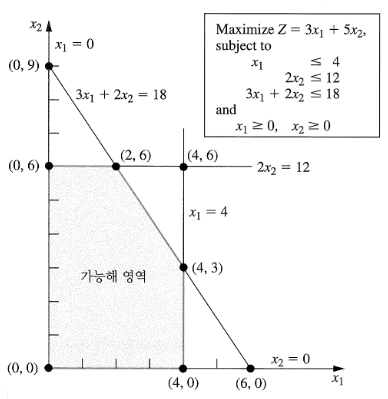 x₂
x₁ = 0
Maximize Z = 3x₁ + 5x₂,
subject to
x₁ ≤ 4
2x₂ ≤ 12
3x₁ + 2x₂ ≤ 18
and
x₁ ≥ 0, x₂ ≥ 0
(0, 9)
3x₁ + 2x₂ = 18
(0, 6)
(2, 6)
(4, 6)
2x₂ = 12
x₁ = 4
가능해 영역
(4, 3)
(0, 0)
x₂ = 0
x₁
(4, 0)
(6, 0)